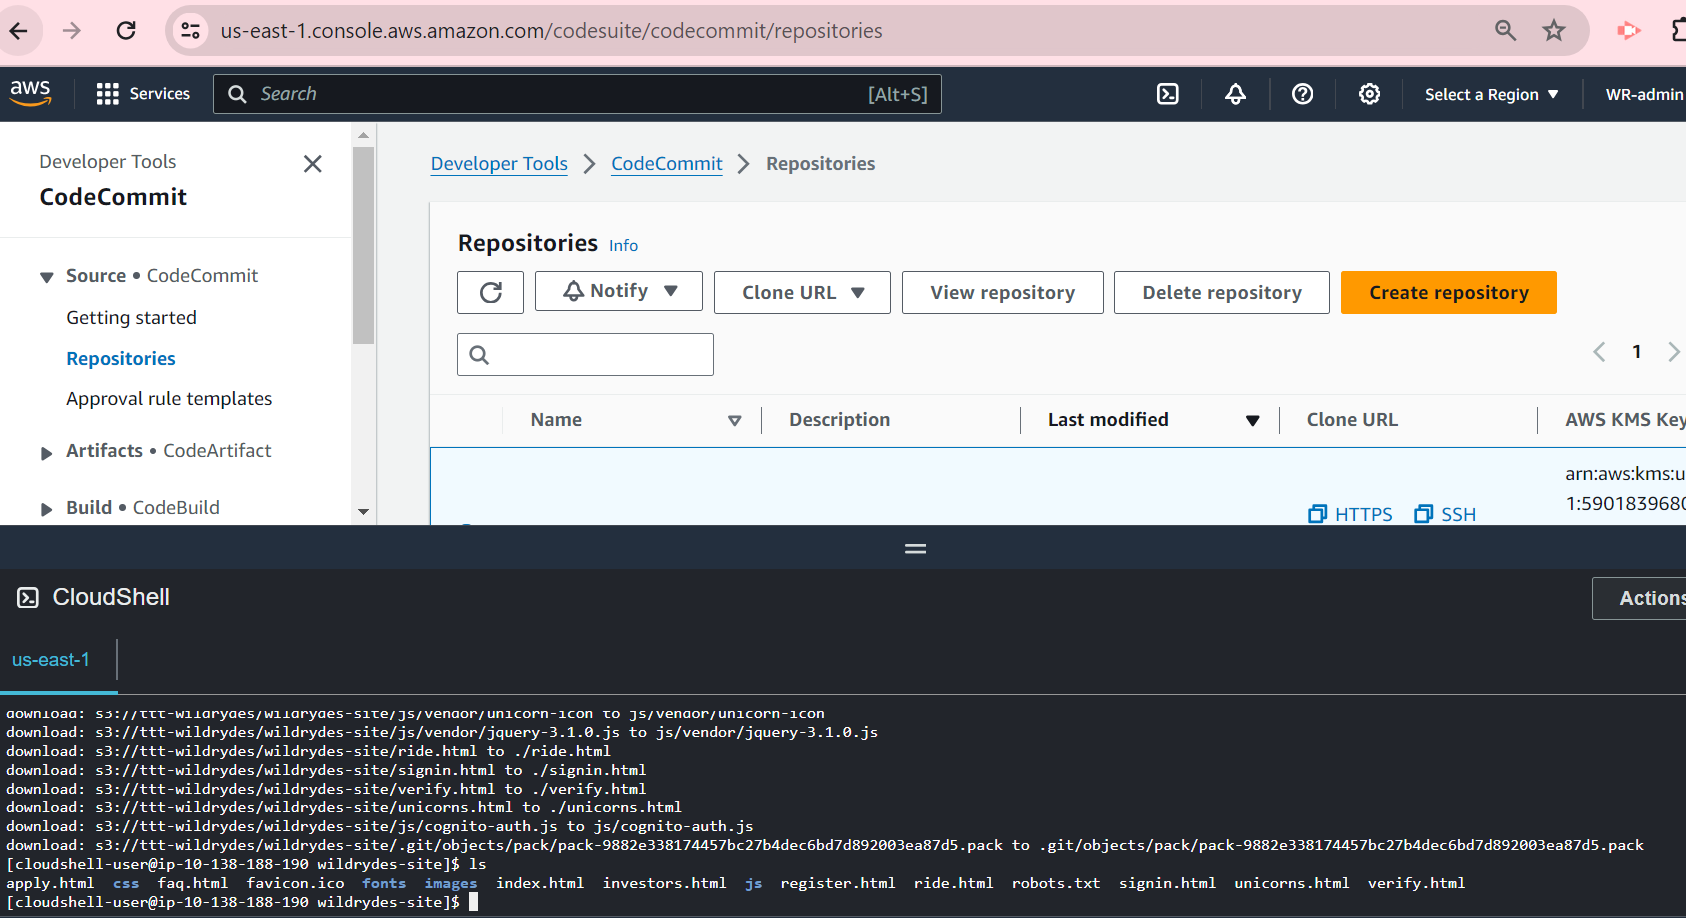 us-east-1.console.aws.amazon.com/codesuite/codecommit/repositories
aws Services Search [Alt+S] Select a Region WR-admin
Developer Tools
CodeCommit
Source • CodeCommit
Getting started
Repositories
Approval rule templates
Artifacts • CodeArtifact
Build • CodeBuild
Developer Tools > CodeCommit > Repositories
Repositories Info
Notify Clone URL View repository Delete repository Create repository
1
Name Description Last modified Clone URL AWS KMS Key
arn:aws:kms:u
1:5901839680
HTTPS SSH
CloudShell
Actions
us-east-1
download: s3://ttt-wildrydes/wildrydes-site/js/vendor/unicorn-icon to js/vendor/unicorn-icon
download: s3://ttt-wildrydes/wildrydes-site/js/vendor/jquery-3.1.0.js to js/vendor/jquery-3.1.0.js
download: s3://ttt-wildrydes/wildrydes-site/ride.html to ./ride.html
download: s3://ttt-wildrydes/wildrydes-site/signin.html to ./signin.html
download: s3://ttt-wildrydes/wildrydes-site/verify.html to ./verify.html
download: s3://ttt-wildrydes/wildrydes-site/unicorns.html to ./unicorns.html
download: s3://ttt-wildrydes/wildrydes-site/js/cognito-auth.js to js/cognito-auth.js
download: s3://ttt-wildrydes/wildrydes-site/.git/objects/pack/pack-9882e338174457bc27b4dec6bd7d892003ea87d5.pack to .git/objects/pack/pack-9882e338174457bc27b4dec6bd7d892003ea87d5.pack
[cloudshell-user@ip-10-138-188-190 wildrydes-site]$ ls
apply.html css faq.html favicon.ico fonts images index.html investors.html js register.html ride.html robots.txt signin.html unicorns.html verify.html
[cloudshell-user@ip-10-138-188-190 wildrydes-site]$